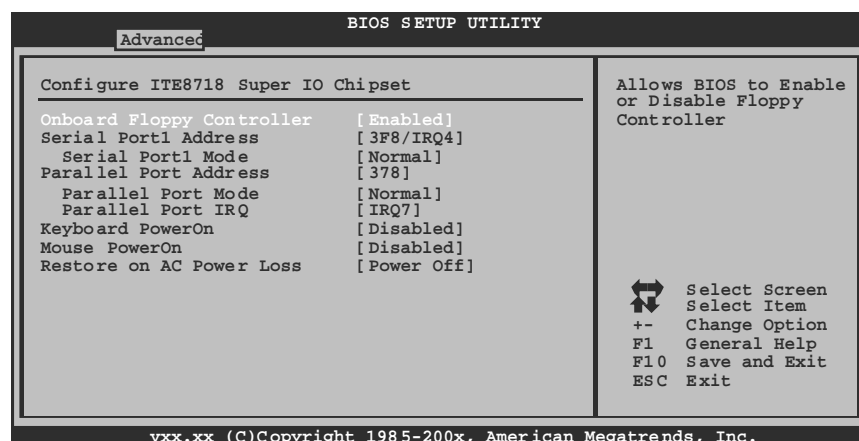 BIOS SETUP UTILITY
Advanced
Configure ITE8718 Super IO Chipset
Onboard Floppy Controller [Enabled]
Serial Port1 Address [3F8/IRQ4]
Serial Port1 Mode [Normal]
Parallel Port Address [378]
Parallel Port Mode [Normal]
Parallel Port IRQ [IRQ7]
Keyboard PowerOn [Disabled]
Mouse PowerOn [Disabled]
Restore on AC Power Loss [Power Off]
Allows BIOS to Enable
or Disable Floppy
Controller
Select Screen
Select Item
+- Change Option
F1 General Help
F10 Save and Exit
ESC Exit
vxx.xx (C)Copyright 1985-200x, American Megatrends, Inc.